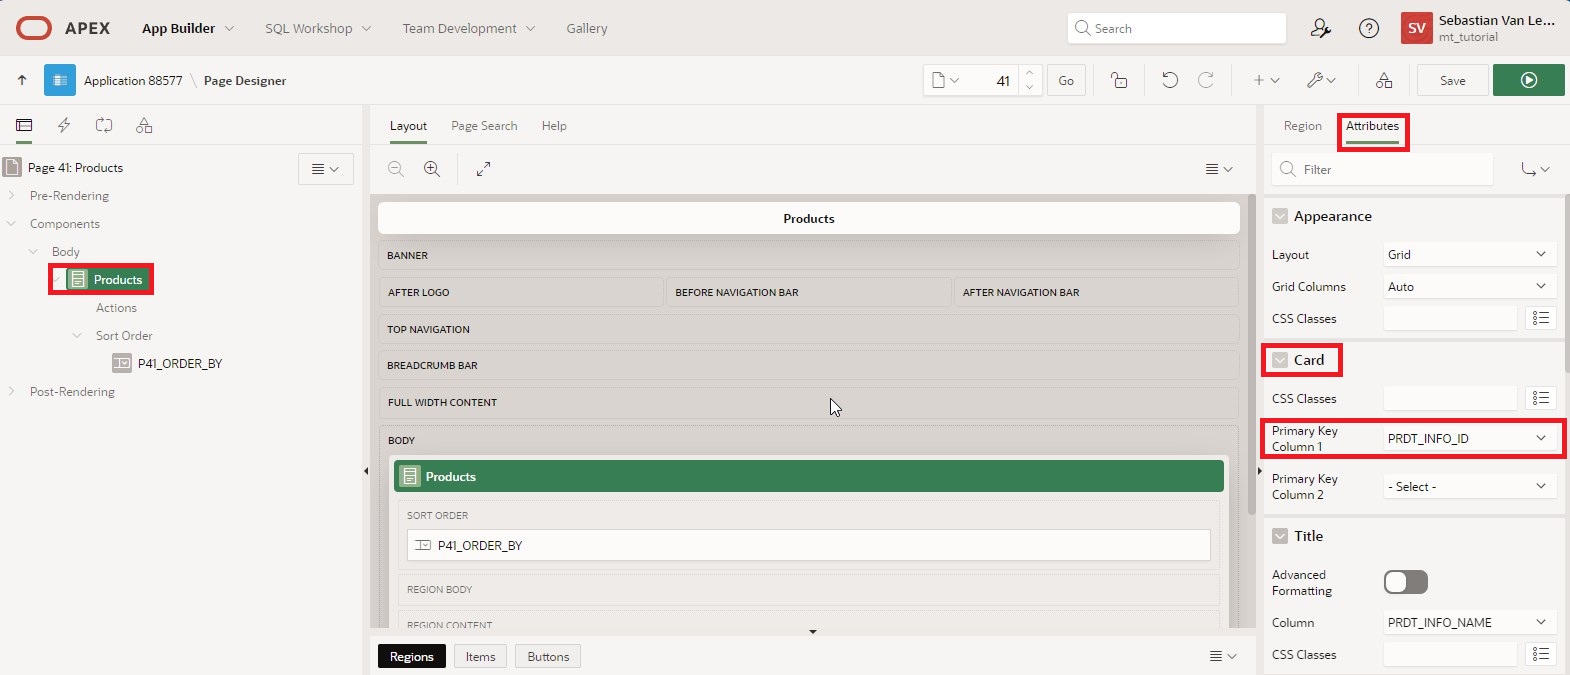 APEX App Builder SQL Workshop Team Development Gallery Search SV Sebastian Van Le...
mt_tutorial
Application 88577 \ Page Designer 41 Go Save
Layout Page Search Help Region Attributes
Page 41: Products
Filter
Pre-Rendering
Components
Body
Products
Actions
Sort Order
P41_ORDER_BY
Post-Rendering
Products
BANNER
AFTER LOGO BEFORE NAVIGATION BAR AFTER NAVIGATION BAR
TOP NAVIGATION
BREADCRUMB BAR
FULL WIDTH CONTENT
BODY
Products
SORT ORDER
P41_ORDER_BY
REGION BODY
REGION CONTENT
Regions Items Buttons
Appearance
Layout Grid
Grid Columns Auto
CSS Classes
Card
CSS Classes
Primary Key
Column 1 PRDT_INFO_ID
Primary Key
Column 2 - Select -
Title
Advanced
Formatting
Column PRDT_INFO_NAME
CSS Classes